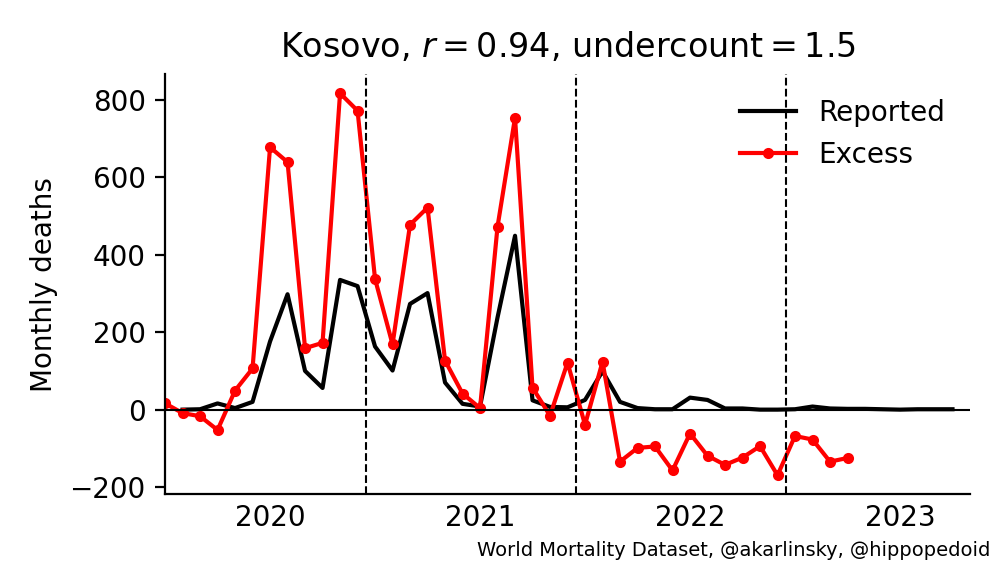 Kosovo, r = 0.94, undercount = 1.5
Monthly deaths
800
600
400
200
0
−200
Reported
Excess
2020 2021 2022 2023
World Mortality Dataset, @akarlinsky, @hippopedoid